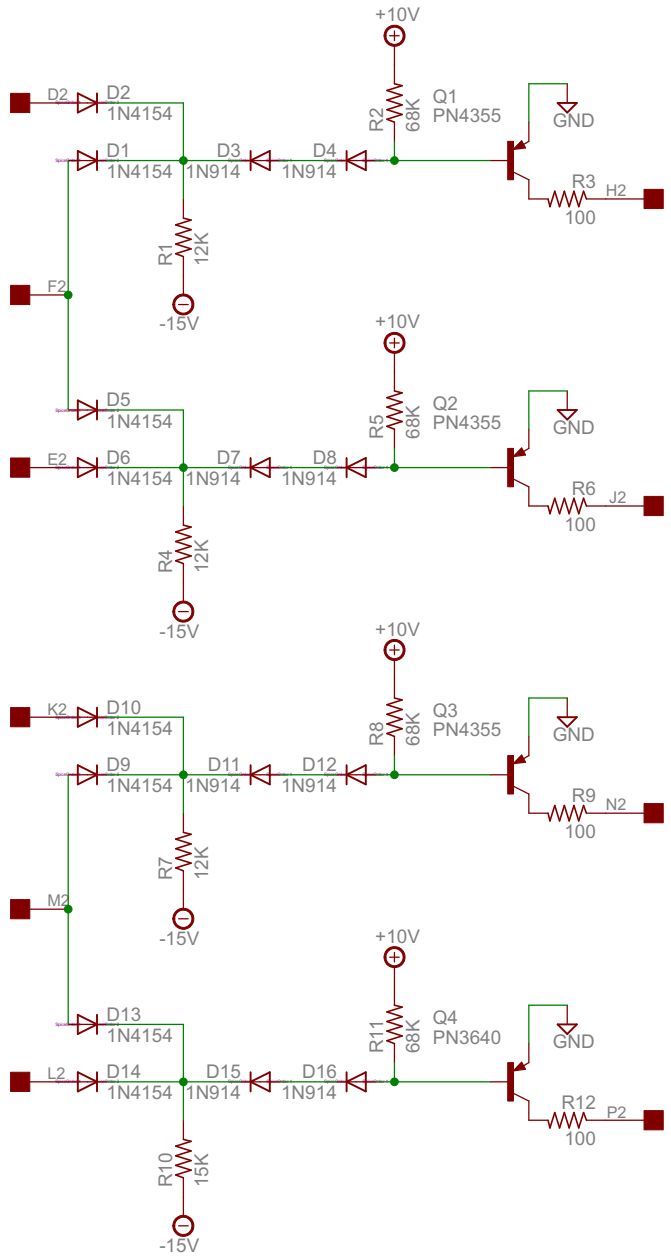 +10V
D2
D2
1N4154
R2
68K
Q1
PN4355
GND
D1
1N4154
D3
1N914
D4
1N914
R3
100
H2
R1
12K
F2
-15V
+10V
D5
1N4154
R5
68K
Q2
PN4355
GND
E2
D6
1N4154
D7
1N914
D8
1N914
R6
100
J2
R4
12K
-15V
+10V
K2
D10
1N4154
R8
68K
Q3
PN4355
GND
D9
1N4154
D11
1N914
D12
1N914
R9
100
N2
R7
12K
M2
-15V
+10V
D13
1N4154
R11
68K
Q4
PN3640
GND
L2
D14
1N4154
D15
1N914
D16
1N914
R12
100
P2
R10
15K
-15V